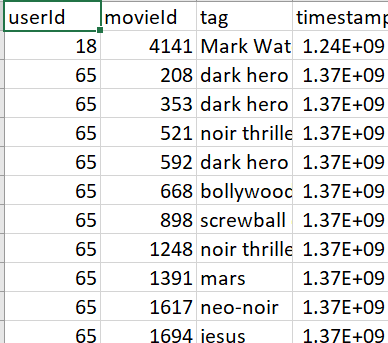 userId movieId tag timestamp
18 4141 Mark Wat 1.24E+09
65 208 dark hero 1.37E+09
65 353 dark hero 1.37E+09
65 521 noir thrille 1.37E+09
65 592 dark hero 1.37E+09
65 668 bollywood 1.37E+09
65 898 screwball 1.37E+09
65 1248 noir thrille 1.37E+09
65 1391 mars 1.37E+09
65 1617 neo-noir 1.37E+09
65 1694 jesus 1.37E+09